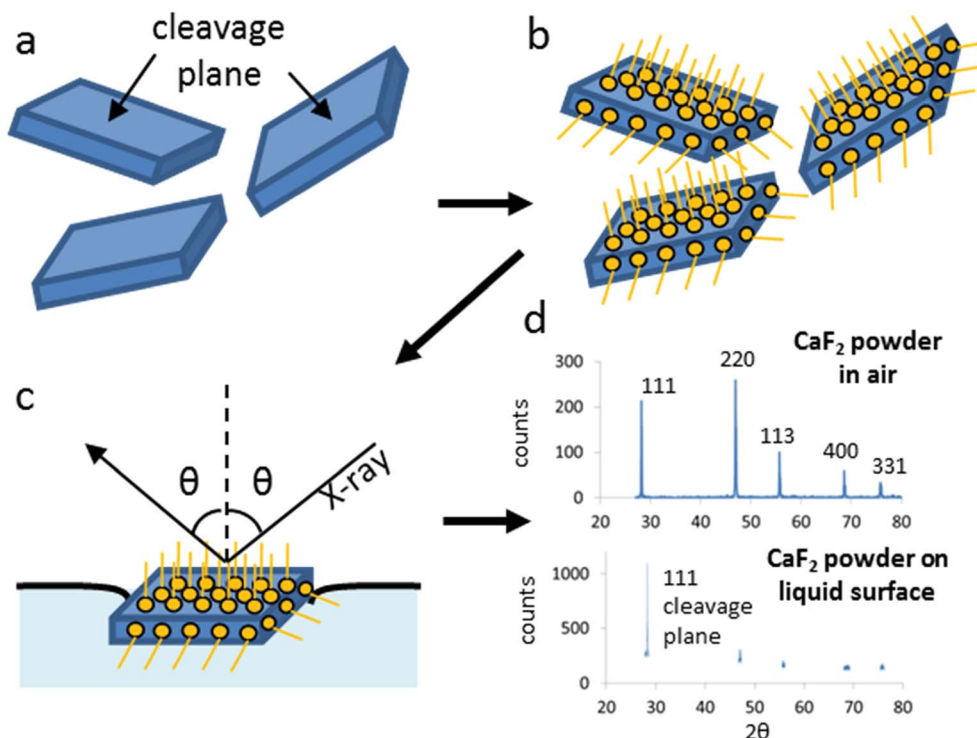 a
cleavage
plane
b
c
θ
θ
X-ray
d
CaF₂ powder
in air
counts
300
200
100
0
111
220
113
400
331
20
30
40
50
60
70
80
CaF₂ powder on
liquid surface
counts
1000
500
0
111
cleavage
plane
20
30
40
50
60
70
80
2θ